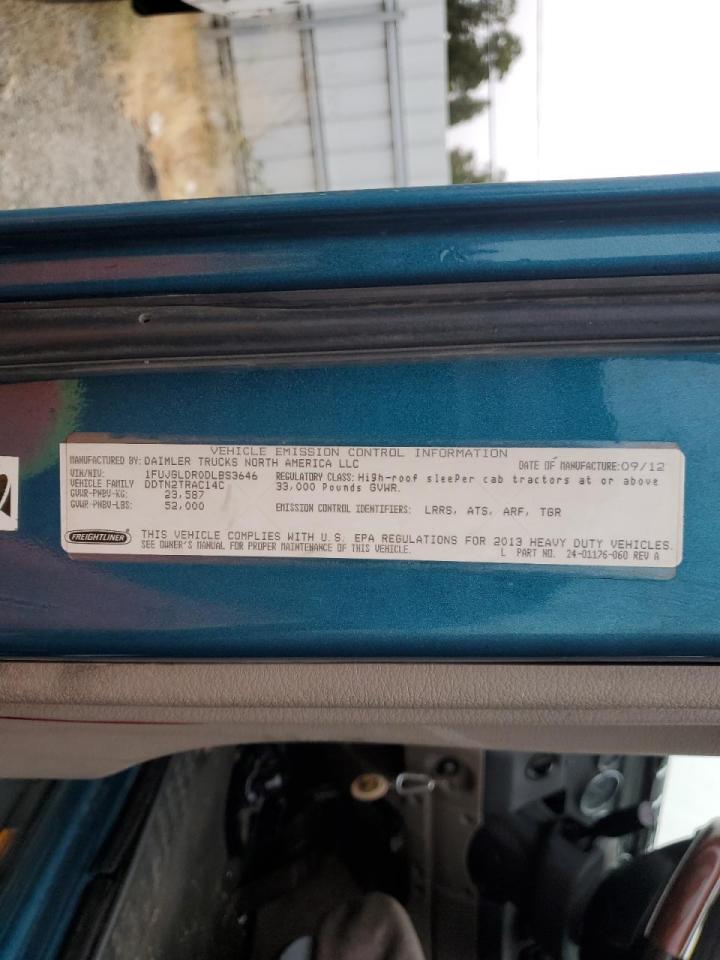 VEHICLE EMISSION CONTROL INFORMATION
MANUFACTURED BY: DAIMLER TRUCKS NORTH AMERICA LLC DATE OF MANUFACTURE: 09/12
VIN/NIV: 1FUJGLDR0DLBS3646 REGULATORY CLASS: High-roof sleePer cab tractors at or above
VEHICLE FAMILY DDTN2TRAC14C 33,000 Pounds GVWR.
GVWR-PNBV-KG: 23,587
GVWR-PNBV-LBS: 52,000 EMISSION CONTROL IDENTIFIERS: LRRS, ATS, ARF, TGR
FREIGHTLINER THIS VEHICLE COMPLIES WITH U.S. EPA REGULATIONS FOR 2013 HEAVY DUTY VEHICLES.
SEE OWNER'S MANUAL FOR PROPER MAINTENANCE OF THIS VEHICLE. L PART NO. 24-01176-060 REV A